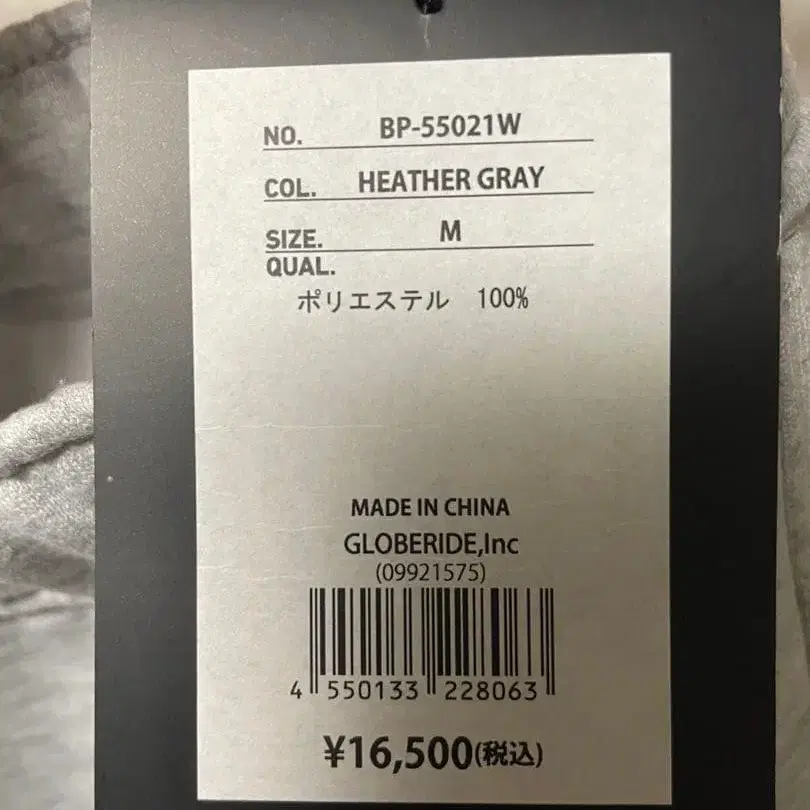 NO. BP-55021W
COL. HEATHER GRAY
SIZE. M
QUAL.
ポリエステル 100%
MADE IN CHINA
GLOBERIDE,Inc
(09921575)
4 550133 228063
¥16,500(税込)